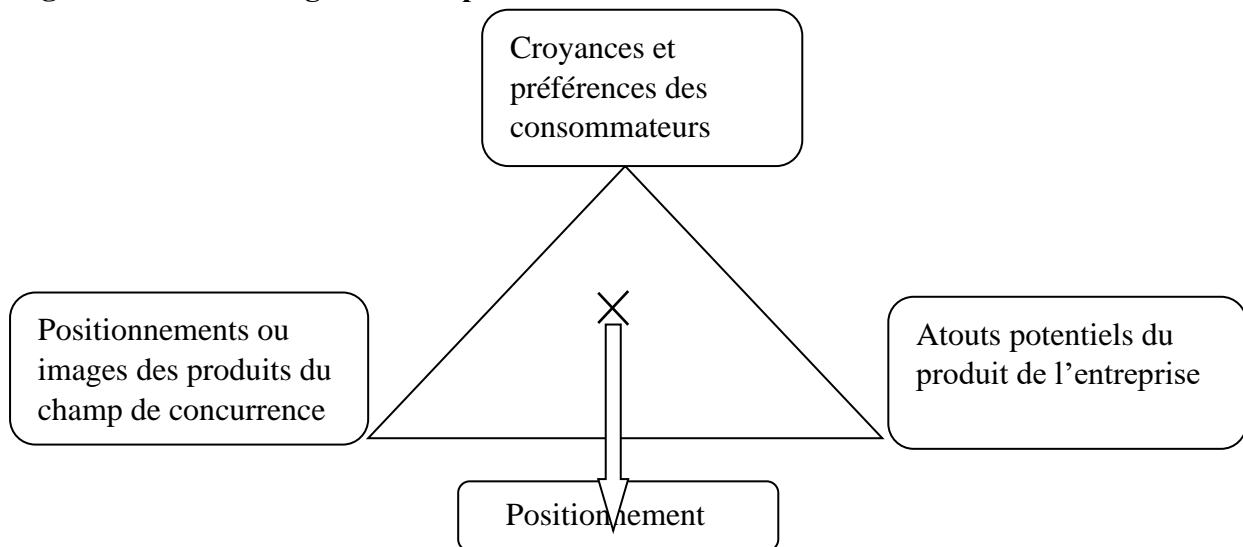 Croyances et
préférences des
consommateurs
Positionnements ou
images des produits du
champ de concurrence
Atouts potentiels du
produit de l’entreprise
Positionnement